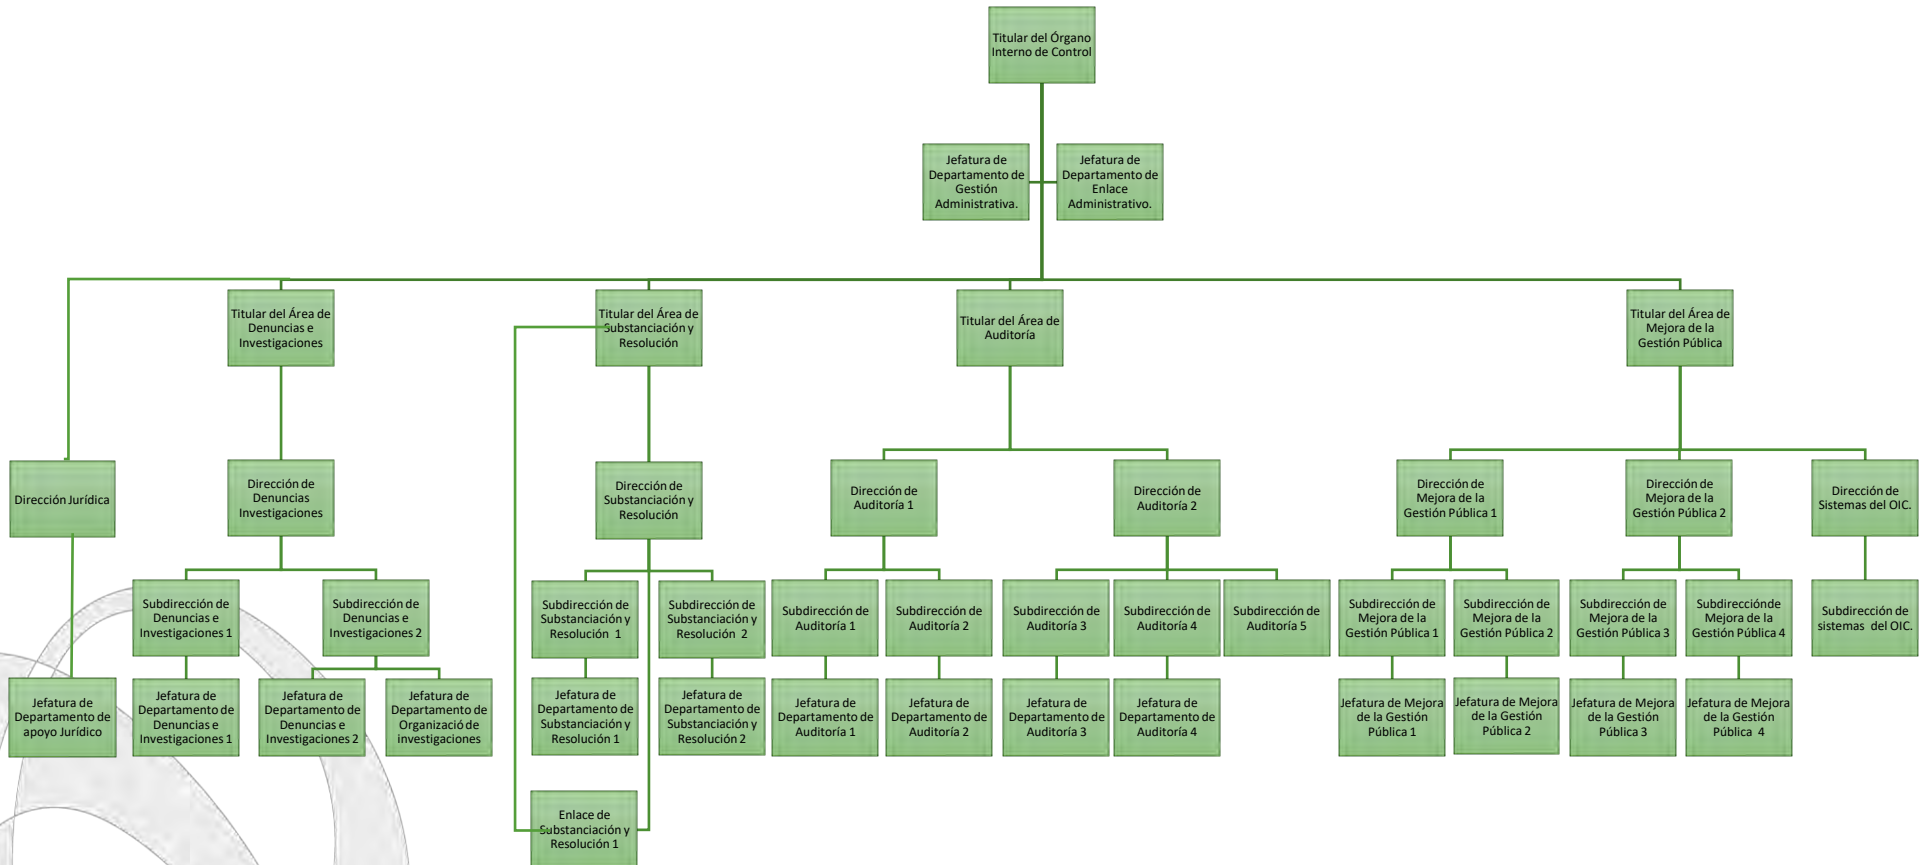 Titular del Órgano
Interno de Control
Jefatura de
Departamento de
Gestión
Administrativa.
Jefatura de
Departamento de
Enlace
Administrativo.
Titular del Área de
Denuncias e
Investigaciones
Titular del Área de
Substanciación y
Resolución
Titular del Área de
Auditoría
Titular del Área de
Mejora de la
Gestión Pública
Dirección Jurídica
Dirección de
Denuncias
Investigaciones
Dirección de
Substanciación y
Resolución
Dirección de
Auditoría 1
Dirección de
Auditoría 2
Dirección de
Mejora de la
Gestión Pública 1
Dirección de
Mejora de la
Gestión Pública 2
Dirección de
Sistemas del OIC.
Subdirección de
Denuncias e
Investigaciones 1
Subdirección de
Denuncias e
Investigaciones 2
Subdirección de
Substanciación y
Resolución 1
Subdirección de
Substanciación y
Resolución 2
Subdirección de
Auditoría 1
Subdirección de
Auditoría 2
Subdirección de
Auditoría 3
Subdirección de
Auditoría 4
Subdirección de
Auditoría 5
Subdirección de
Mejora de la
Gestión Pública 1
Subdirección de
Mejora de la
Gestión Pública 2
Subdirección de
Mejora de la
Gestión Pública 3
Subdirecciónde
Mejora de la
Gestión Pública 4
Subdirección de
sistemas del OIC.
Jefatura de
Departamento de
apoyo Jurídico
Jefatura de
Departamento de
Denuncias e
Investigaciones 1
Jefatura de
Departamento de
Denuncias e
Investigaciones 2
Jefatura de
Departamento de
Organizació de
investigaciones
Jefatura de
Departamento de
Substanciación y
Resolución 1
Jefatura de
Departamento de
Substanciación y
Resolución 2
Jefatura de
Departamento de
Auditoría 1
Jefatura de
Departamento de
Auditoría 2
Jefatura de
Departamento de
Auditoría 3
Jefatura de
Departamento de
Auditoría 4
Jefatura de Mejora
de la Gestión
Pública 1
Jefatura de Mejora
de la Gestión
Pública 2
Jefatura de Mejora
de la Gestión
Pública 3
Jefatura de Mejora
de la Gestión
Pública 4
Enlace de
Substanciación y
Resolución 1